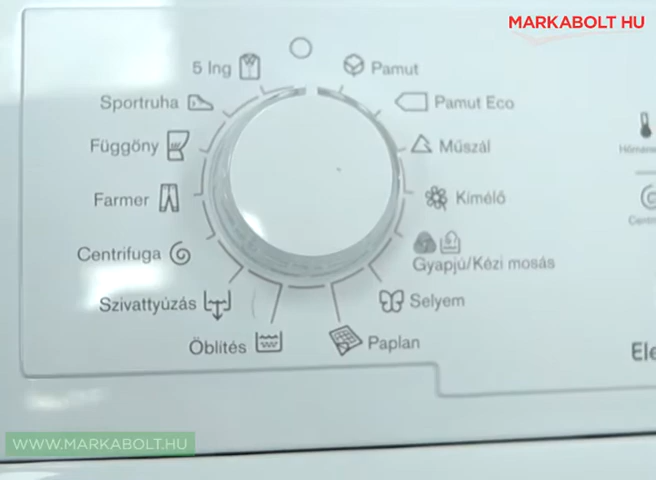 MARKABOLT HU
5 Ing
Pamut
Sportruha
Pamut Eco
Függöny
Műszál
Farmer
Kímélő
Centrifuga
Gyapjú/Kézi mosás
Szivattyúzás
Selyem
Öblítés
Paplan
WWW.MARKABOLT.HU